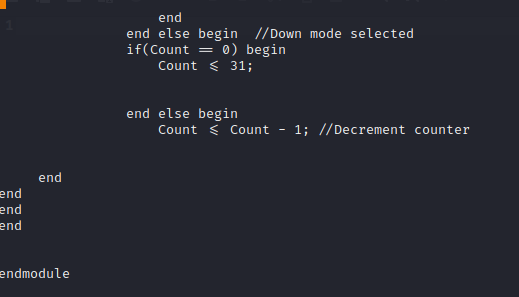 end
end else begin //Down mode selected
if(Count == 0) begin
Count <= 31;
end else begin
Count <= Count - 1; //Decrement counter
end
end
end
end
endmodule